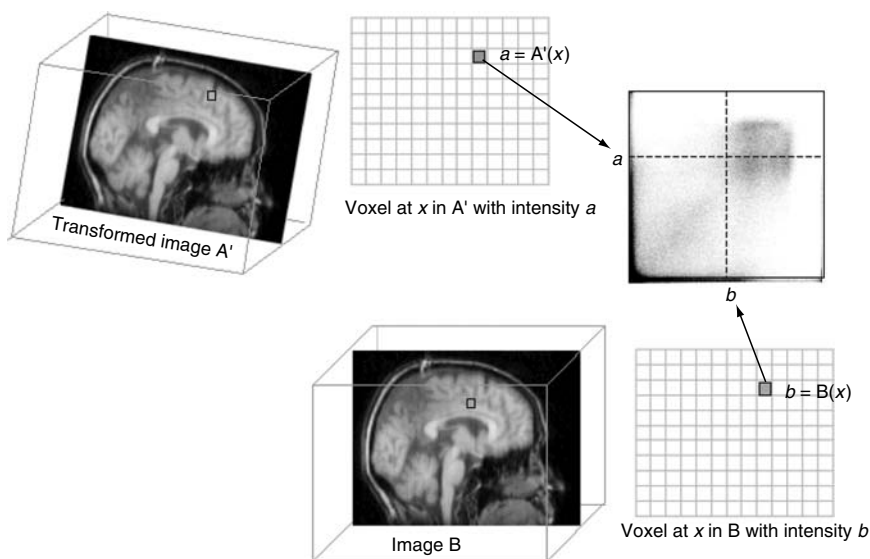 a = A'(x)
a
Voxel at x in A' with intensity a
Transformed image A'
b
b = B(x)
Voxel at x in B with intensity b
Image B